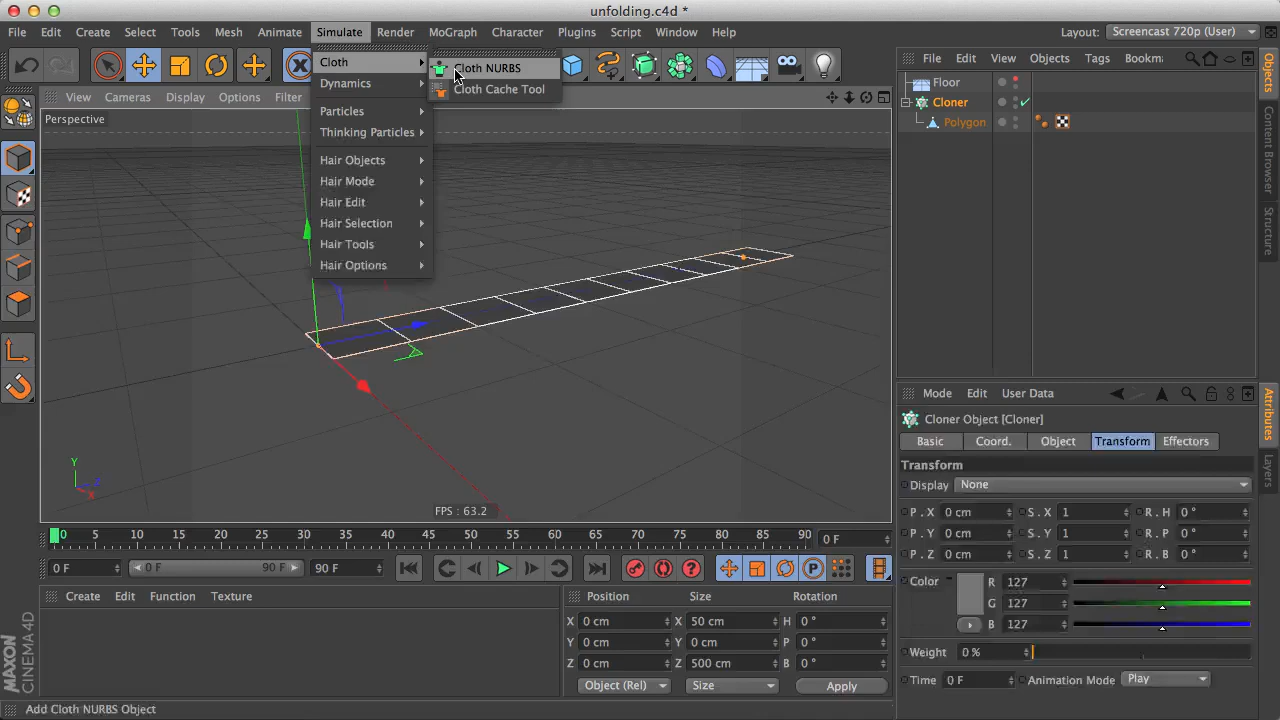 unfolding.c4d *
File Edit Create Select Tools Mesh Animate Simulate Render MoGraph Character Plugins Script Window Help Layout: Screencast 720p (User)
Cloth
Dynamics
Particles
Thinking Particles
Hair Objects
Hair Mode
Hair Edit
Hair Selection
Hair Tools
Hair Options
Cloth NURBS
Cloth Cache Tool
View Cameras Display Options Filter
Perspective
Y
X
FPS : 63.2
File Edit View Objects Tags Bookm
Floor
Cloner
Polygon
Objects
Content Browser
Structure
Mode Edit User Data
Cloner Object [Cloner]
Basic Coord. Object Transform Effectors
Transform
Display None
P . X 0 cm S . X 1 R . H 0 °
P . Y 0 cm S . Y 1 R . P 0 °
P . Z 0 cm S . Z 1 R . B 0 °
Color R 127
G 127
B 127
Weight 0 %
Time 0 F Animation Mode Play
Attributes
Layers
0 5 10 15 20 25 30 35 40 45 50 55 60 65 70 75 80 85 90 0 F
0 F 0 F 90 F 90 F
Create Edit Function Texture
Position Size Rotation
X 0 cm X 50 cm H 0 °
Y 0 cm Y 0 cm P 0 °
Z 0 cm Z 500 cm B 0 °
Object (Rel) Size Apply
MAXON
CINEMA 4D
Add Cloth NURBS Object